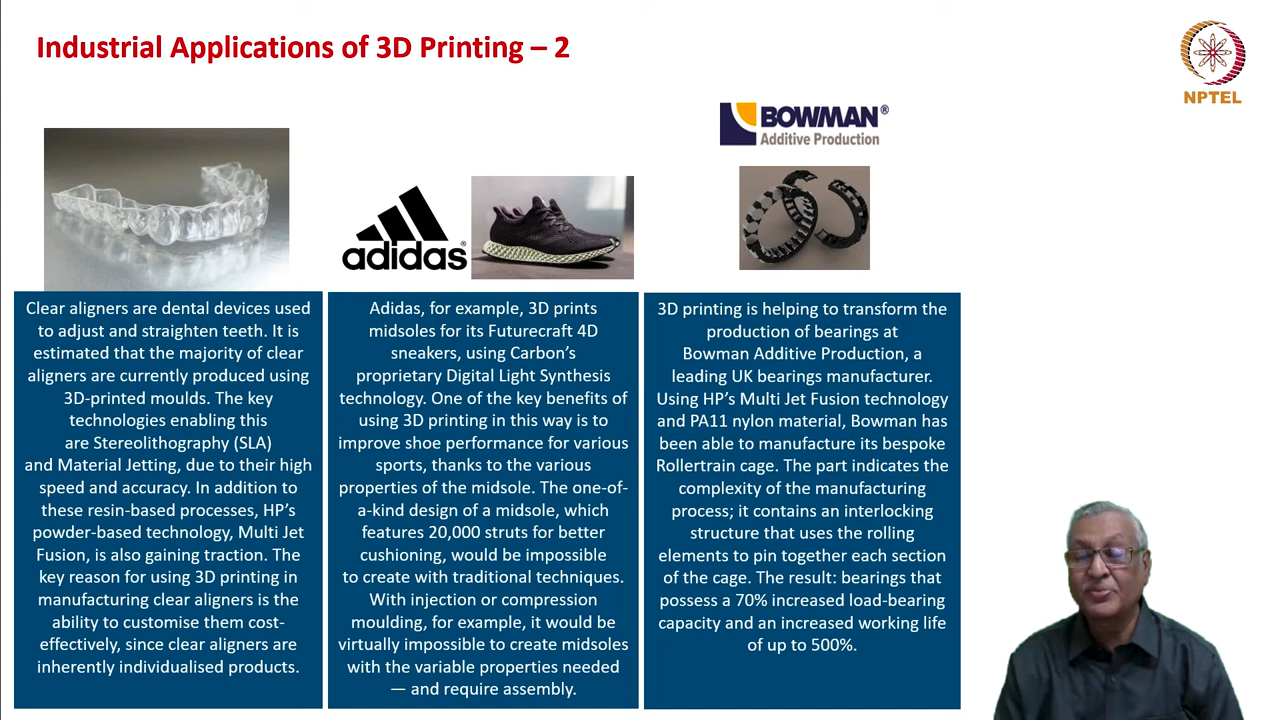 Industrial Applications of 3D Printing – 2
NPTEL
adidas®
BOWMAN®
Additive Production
Clear aligners are dental devices used
to adjust and straighten teeth. It is
estimated that the majority of clear
aligners are currently produced using
3D-printed moulds. The key
technologies enabling this
are Stereolithography (SLA)
and Material Jetting, due to their high
speed and accuracy. In addition to
these resin-based processes, HP's
powder-based technology, Multi Jet
Fusion, is also gaining traction. The
key reason for using 3D printing in
manufacturing clear aligners is the
ability to customise them cost-
effectively, since clear aligners are
inherently individualised products.
Adidas, for example, 3D prints
midsoles for its Futurecraft 4D
sneakers, using Carbon's
proprietary Digital Light Synthesis
technology. One of the key benefits of
using 3D printing in this way is to
improve shoe performance for various
sports, thanks to the various
properties of the midsole. The one-of-
a-kind design of a midsole, which
features 20,000 struts for better
cushioning, would be impossible
to create with traditional techniques.
With injection or compression
moulding, for example, it would be
virtually impossible to create midsoles
with the variable properties needed
— and require assembly.
3D printing is helping to transform the
production of bearings at
Bowman Additive Production, a
leading UK bearings manufacturer.
Using HP's Multi Jet Fusion technology
and PA11 nylon material, Bowman has
been able to manufacture its bespoke
Rollertrain cage. The part indicates the
complexity of the manufacturing
process; it contains an interlocking
structure that uses the rolling
elements to pin together each section
of the cage. The result: bearings that
possess a 70% increased load-bearing
capacity and an increased working life
of up to 500%.